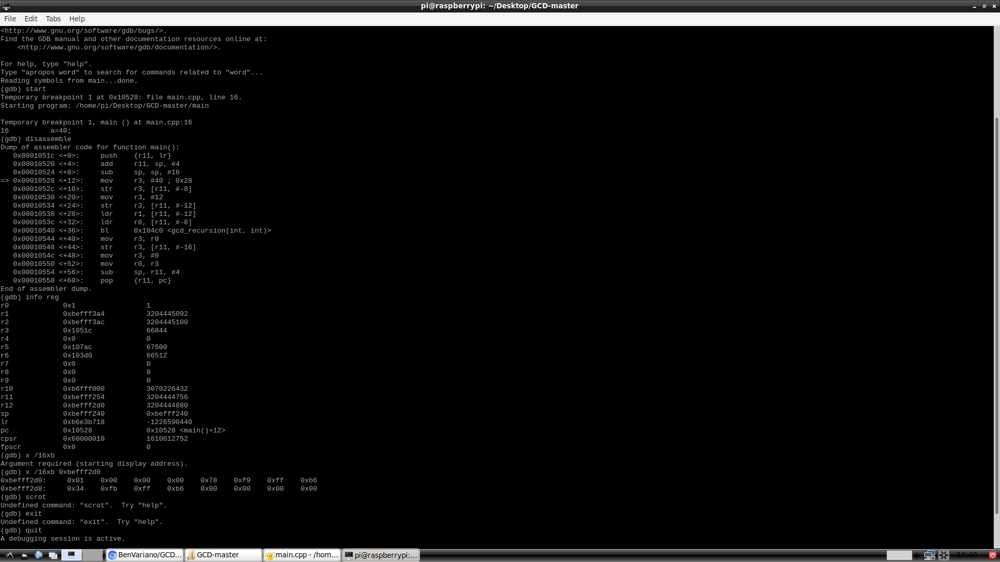 pi@raspberrypi: ~/Desktop/GCD-master
File Edit Tabs Help
<http://www.gnu.org/software/gdb/bugs/>.
Find the GDB manual and other documentation resources online at:
    <http://www.gnu.org/software/gdb/documentation/>.

For help, type "help".
Type "apropos word" to search for commands related to "word"...
Reading symbols from main...done.
(gdb) start
Temporary breakpoint 1 at 0x10528: file main.cpp, line 16.
Starting program: /home/pi/Desktop/GCD-master/main

Temporary breakpoint 1, main () at main.cpp:16
16          a=40;
(gdb) disassemble
Dump of assembler code for function main():
   0x0001051c <+0>:     push    {r11, lr}
   0x00010520 <+4>:     add     r11, sp, #4
   0x00010524 <+8>:     sub     sp, sp, #16
=> 0x00010528 <+12>:    mov     r3, #40 ; 0x28
   0x0001052c <+16>:    str     r3, [r11, #-8]
   0x00010530 <+20>:    mov     r3, #12
   0x00010534 <+24>:    str     r3, [r11, #-12]
   0x00010538 <+28>:    ldr     r1, [r11, #-12]
   0x0001053c <+32>:    ldr     r0, [r11, #-8]
   0x00010540 <+36>:    bl      0x104c0 <gcd_recursion(int, int)>
   0x00010544 <+40>:    mov     r3, r0
   0x00010548 <+44>:    str     r3, [r11, #-16]
   0x0001054c <+48>:    mov     r3, #0
   0x00010550 <+52>:    mov     r0, r3
   0x00010554 <+56>:    sub     sp, r11, #4
   0x00010558 <+60>:    pop     {r11, pc}
End of assembler dump.
(gdb) info reg
r0             0x1                 1
r1             0xbefff3a4          3204445092
r2             0xbefff3ac          3204445100
r3             0x1051c             66844
r4             0x0                 0
r5             0x107ac             67500
r6             0x103d0             66512
r7             0x0                 0
r8             0x0                 0
r9             0x0                 0
r10            0xb6fff000          3070226432
r11            0xbefff254          3204444756
r12            0xbefff2d0          3204444880
sp             0xbefff240          0xbefff240
lr             0xb6e3b718          -1226590440
pc             0x10528             0x10528 <main()+12>
cpsr           0x60000010          1610612752
fpscr          0x0                 0
(gdb) x /16xb
Argument required (starting display address).
(gdb) x /16xb 0xbefff2d0
0xbefff2d0:     0x01    0x00    0x00    0x00    0x78    0xf9    0xff    0xb6
0xbefff2d8:     0x34    0xfb    0xff    0xb6    0x00    0x00    0x00    0x00
(gdb) scrot
Undefined command: "scrot".  Try "help".
(gdb) exit
Undefined command: "exit".  Try "help".
(gdb) quit
A debugging session is active.
BenVariano/GCD... GCD-master main.cpp - /hom... pi@raspberrypi:... 23:40